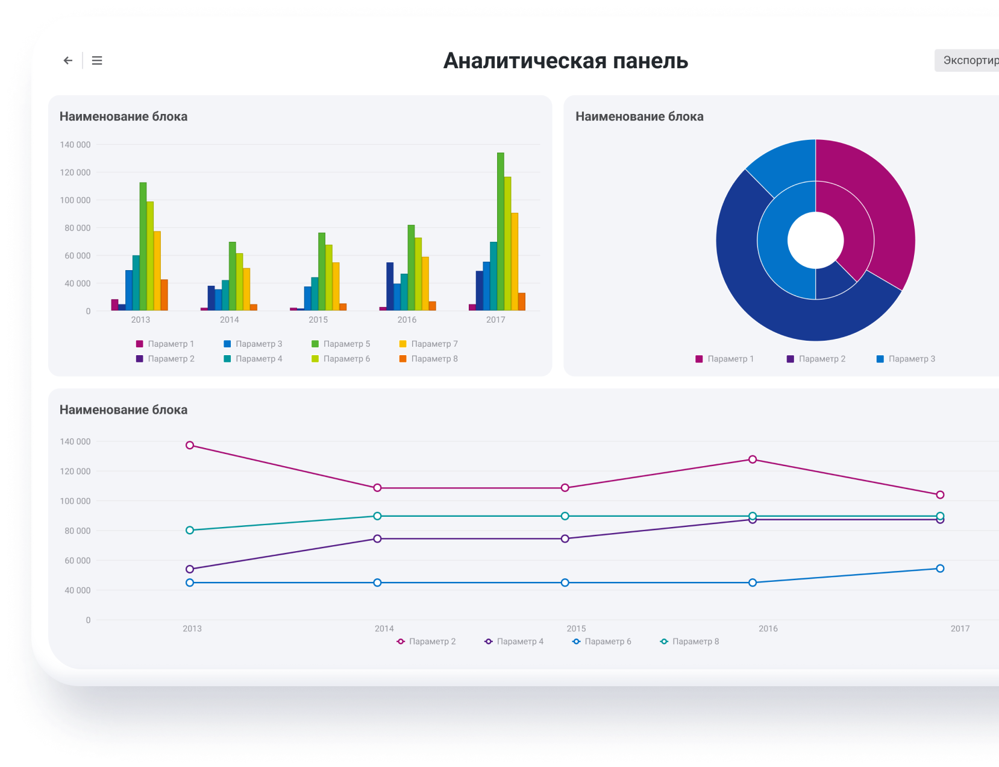 Аналитическая панель
Экспортир
Наименование блока
140 000
120 000
100 000
80 000
60 000
40 000
0
2013 2014 2015 2016 2017
Параметр 1 Параметр 3 Параметр 5 Параметр 7
Параметр 2 Параметр 4 Параметр 6 Параметр 8
Наименование блока
Параметр 1 Параметр 2 Параметр 3
Наименование блока
140 000
120 000
100 000
80 000
60 000
40 000
0
2013 2014 2015 2016 2017
Параметр 2 Параметр 4 Параметр 6 Параметр 8